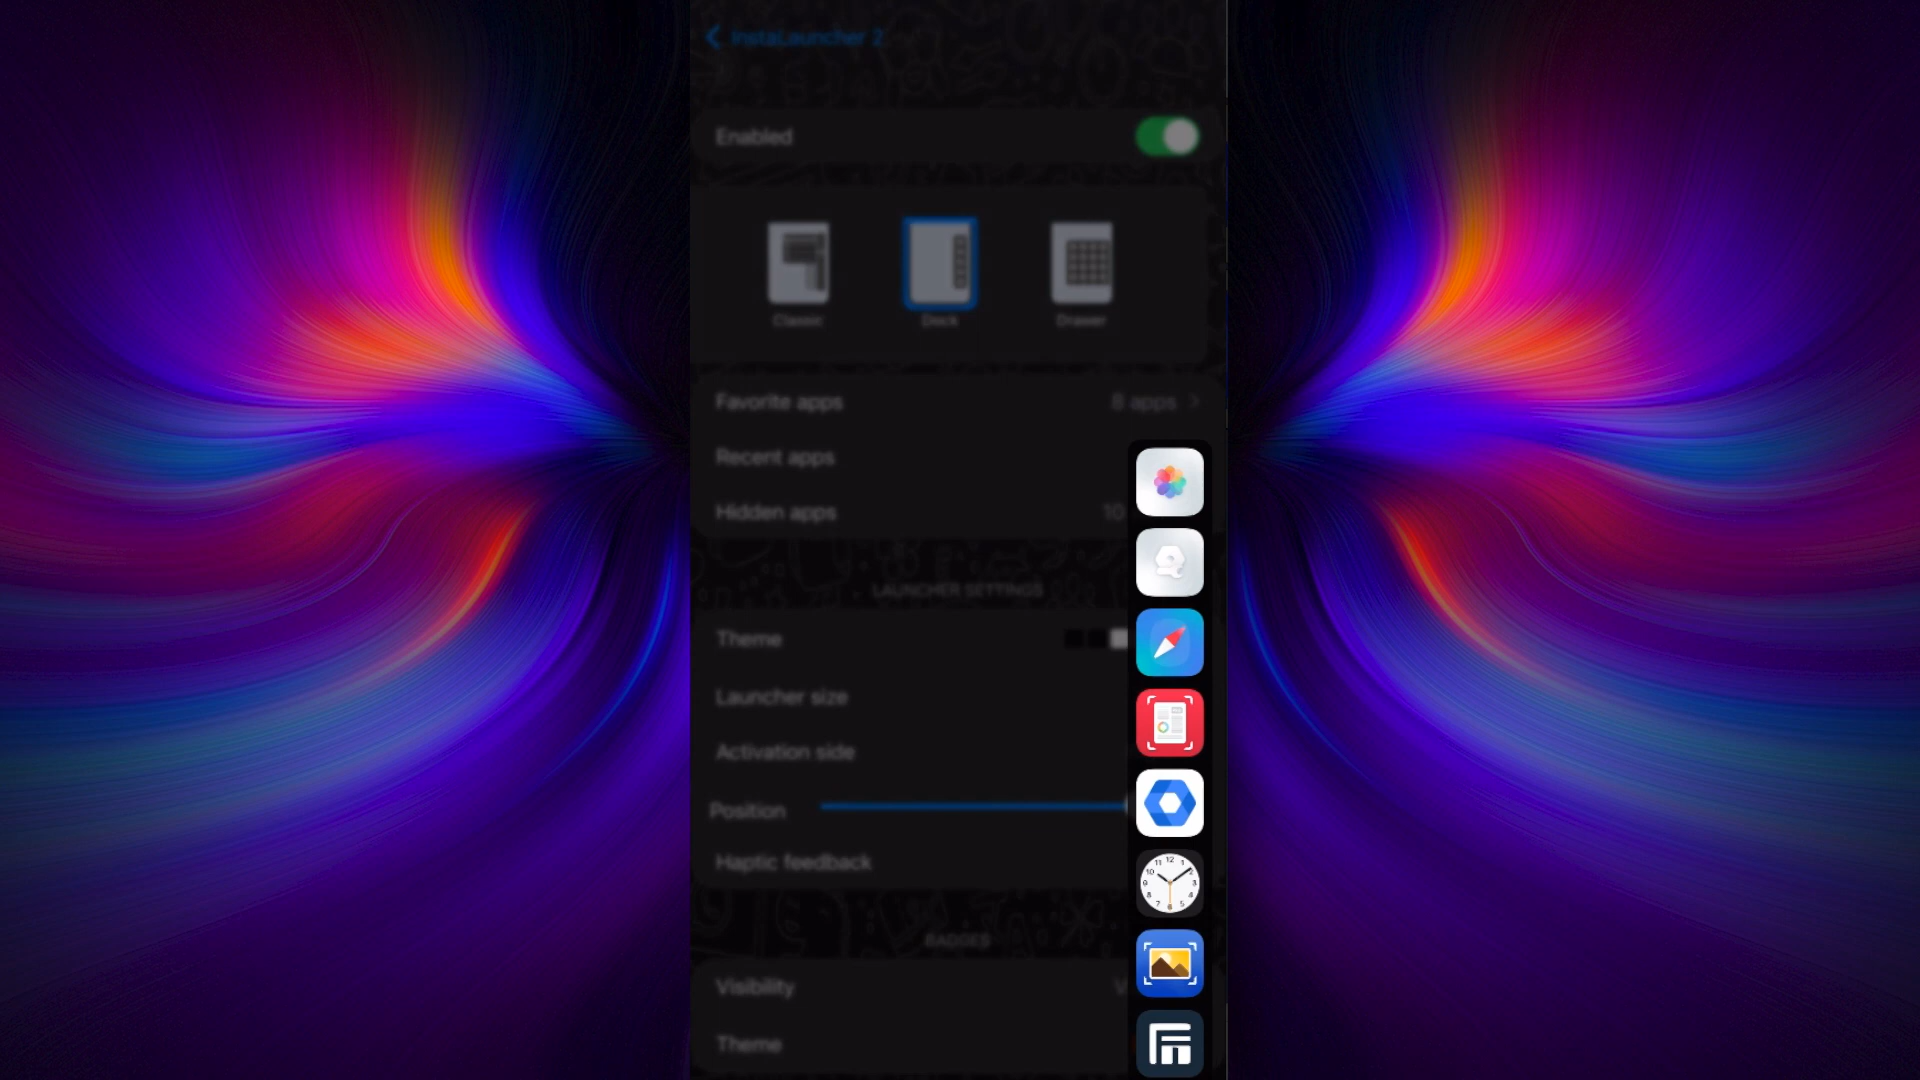 InstaLauncher 2
Enabled
Classic Dock Drawer
Favorite apps 8 apps
Recent apps
Hidden apps 10
LAUNCHER SETTINGS
Theme
Launcher size
Activation side
Position
Haptic feedback
BADGES
Visibility V
Theme